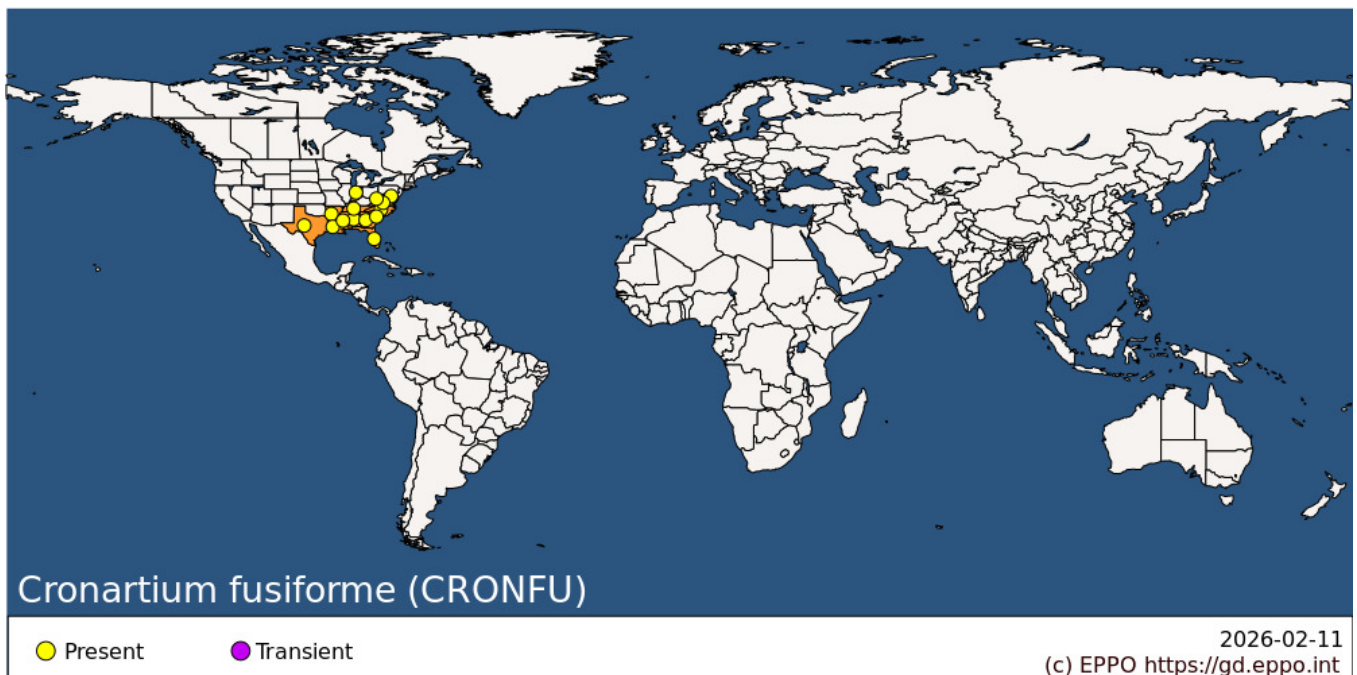 Cronartium fusiforme (CRONFU)
Present
Transient
2026-02-11
(c) EPPO https://gd.eppo.int